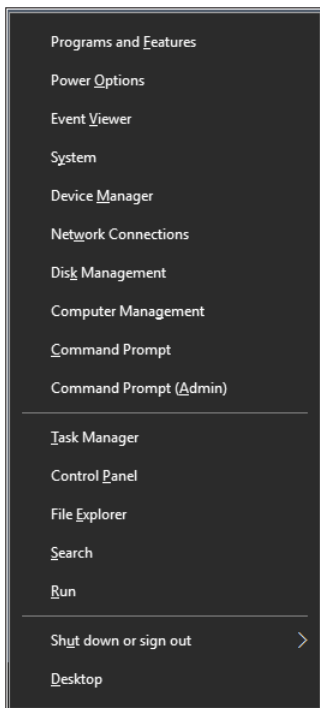 Programs and Features
Power Options
Event Viewer
System
Device Manager
Network Connections
Disk Management
Computer Management
Command Prompt
Command Prompt (Admin)
Task Manager
Control Panel
File Explorer
Search
Run
Shut down or sign out
Desktop